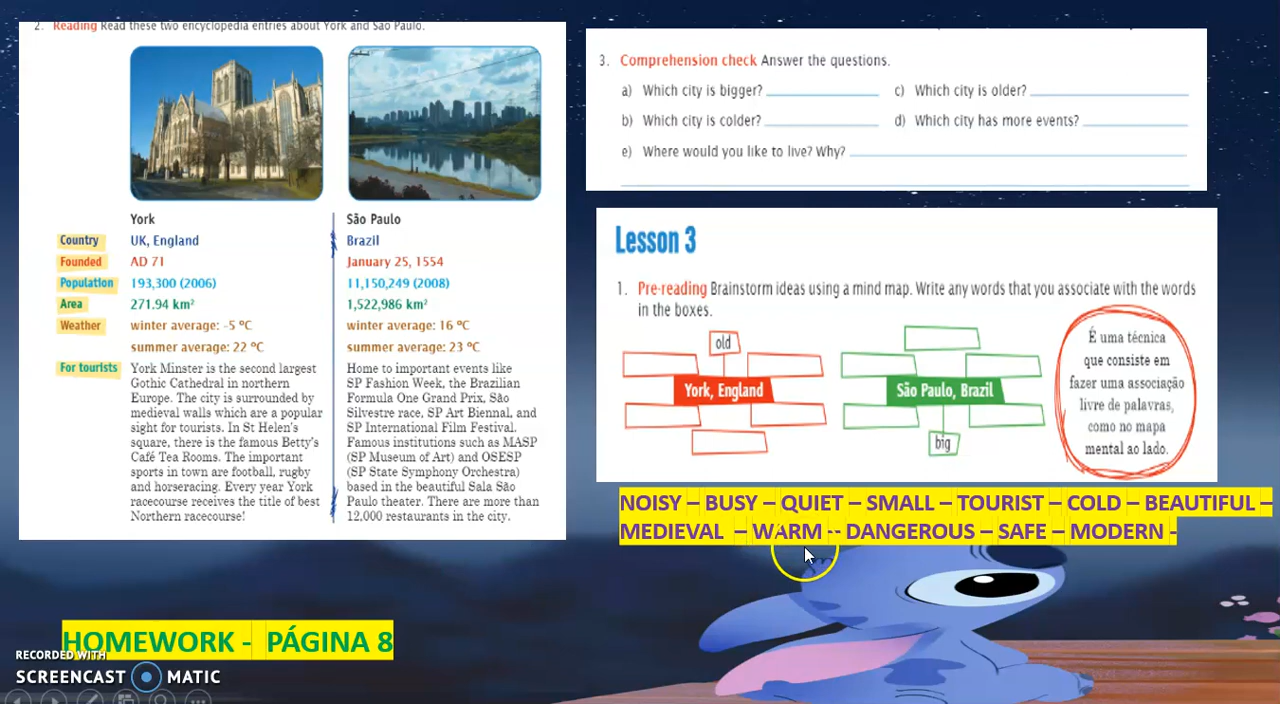 2. Reading Read these two encyclopedia entries about York and São Paulo.
York
Country UK, England
Founded AD 71
Population 193,300 (2006)
Area 271.94 km²
Weather winter average: -5 ºC
summer average: 22 ºC
For tourists York Minster is the second largest
Gothic Cathedral in northern
Europe. The city is surrounded by
medieval walls which are a popular
sight for tourists. In St Helen's
square, there is the famous Betty's
Café Tea Rooms. The important
sports in town are football, rugby
and horseracing. Every year York
racecourse receives the title of best
Northern racecourse!
São Paulo
Brazil
January 25, 1554
11,150,249 (2008)
1,522,986 km²
winter average: 16 ºC
summer average: 23 ºC
Home to important events like
SP Fashion Week, the Brazilian
Formula One Grand Prix, São
Silvestre race, SP Art Biennal, and
SP International Film Festival.
Famous institutions such as MASP
(SP Museum of Art) and OSESP
(SP State Symphony Orchestra)
based in the beautiful Sala São
Paulo theater. There are more than
12,000 restaurants in the city.
3. Comprehension check Answer the questions.
a) Which city is bigger? c) Which city is older?
b) Which city is colder? d) Which city has more events?
e) Where would you like to live? Why?
Lesson 3
1. Pre-reading Brainstorm ideas using a mind map. Write any words that you associate with the words
in the boxes.
old
York, England
São Paulo, Brazil
big
É uma técnica
que consiste em
fazer uma associação
livre de palavras,
como no mapa
mental ao lado.
NOISY – BUSY – QUIET – SMALL – TOURIST – COLD – BEAUTIFUL –
MEDIEVAL – WARM -- DANGEROUS – SAFE – MODERN -
HOMEWORK - PÁGINA 8
RECORDED WITH
SCREENCAST MATIC